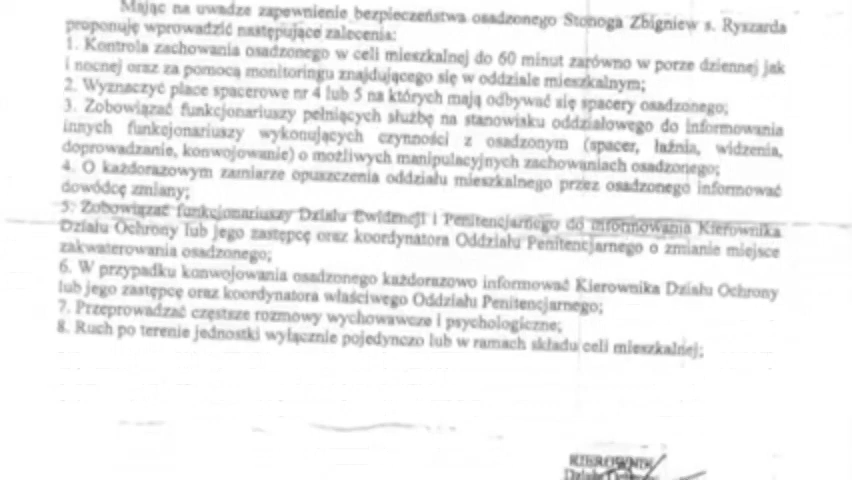 Mając na uwadze zapewnienie bezpieczeństwa osadzonego Stonoga Zbigniew s. Ryszarda
proponuję wprowadzić następujące zalecenia:
1. Kontrola zachowania osadzonego w celi mieszkalnej do 60 minut zarówno w porze dziennej jak
i nocnej oraz za pomocą monitoringu znajdującego się w oddziale mieszkalnym;
2. Wyznaczyć place spacerowe nr 4 lub 5 na których mają odbywać się spacery osadzonego;
3. Zobowiązać funkcjonariuszy pełniących służbę na stanowisku oddziałowego do informowania
innych funkcjonariuszy wykonujących czynności z osadzonym (spacer, łaźnia, widzenia,
doprowadzanie, konwojowanie) o możliwych manipulacyjnych zachowaniach osadzonego;
4. O każdorazowym zamiarze opuszczenia oddziału mieszkalnego przez osadzonego informować
dowódcę zmiany;
5. Zobowiązać funkcjonariuszy Działu Ewidencji i Penitencjarnego do informowania Kierownika
Działu Ochrony lub jego zastępcę oraz koordynatora Oddziału Penitencjarnego o zmianie miejsce
zakwaterowania osadzonego;
6. W przypadku konwojowania osadzonego każdorazowo informować Kierownika Działu Ochrony
lub jego zastępcę oraz koordynatora właściwego Oddziału Penitencjarnego;
7. Przeprowadzać częstsze rozmowy wychowawcze i psychologiczne;
8. Ruch po terenie jednostki wyłącznie pojedynczo lub w ramach składu celi mieszkalnej;
KIEROWNIK
Działu